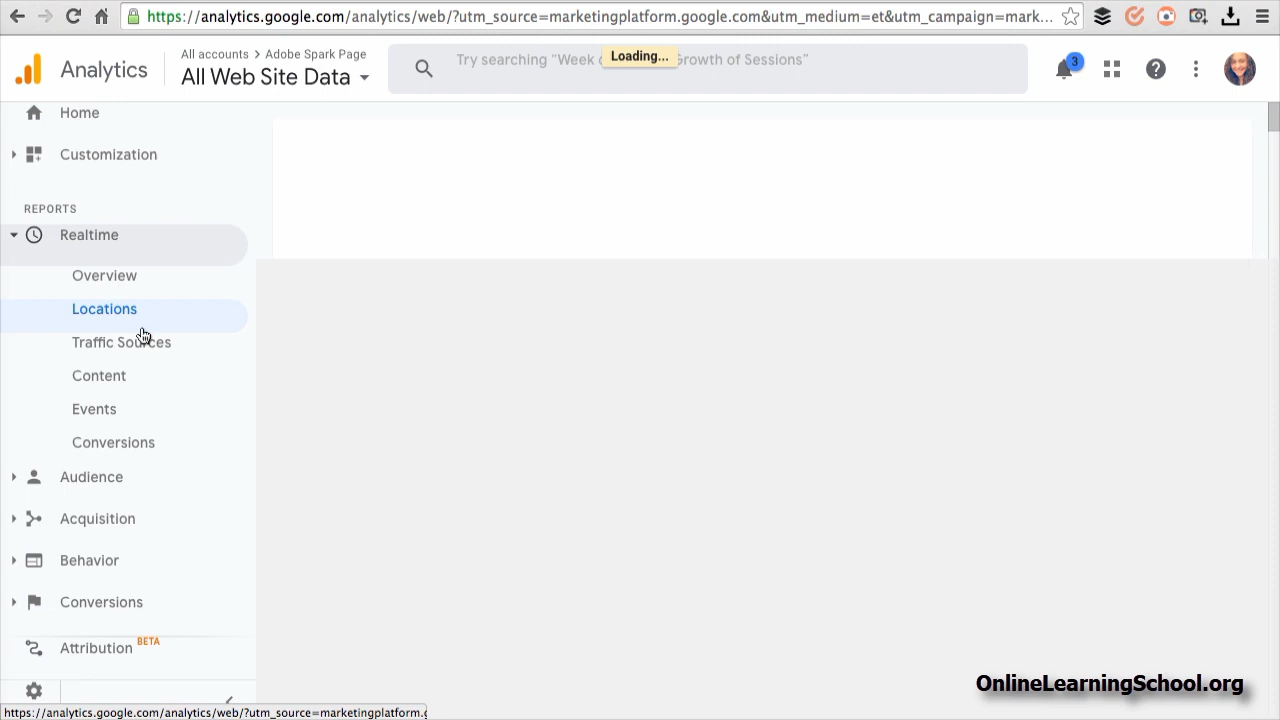 https://analytics.google.com/analytics/web/?utm_source=marketingplatform.google.com&utm_medium=et&utm_campaign=mark...
Analytics
All accounts > Adobe Spark Page
All Web Site Data
Try searching "Week Growth of Sessions"
Loading...
3
Home
Customization
REPORTS
Realtime
Overview
Locations
Traffic Sources
Content
Events
Conversions
Audience
Acquisition
Behavior
Conversions
Attribution BETA
OnlineLearningSchool.org
https://analytics.google.com/analytics/web/?utm_source=marketingplatform.g